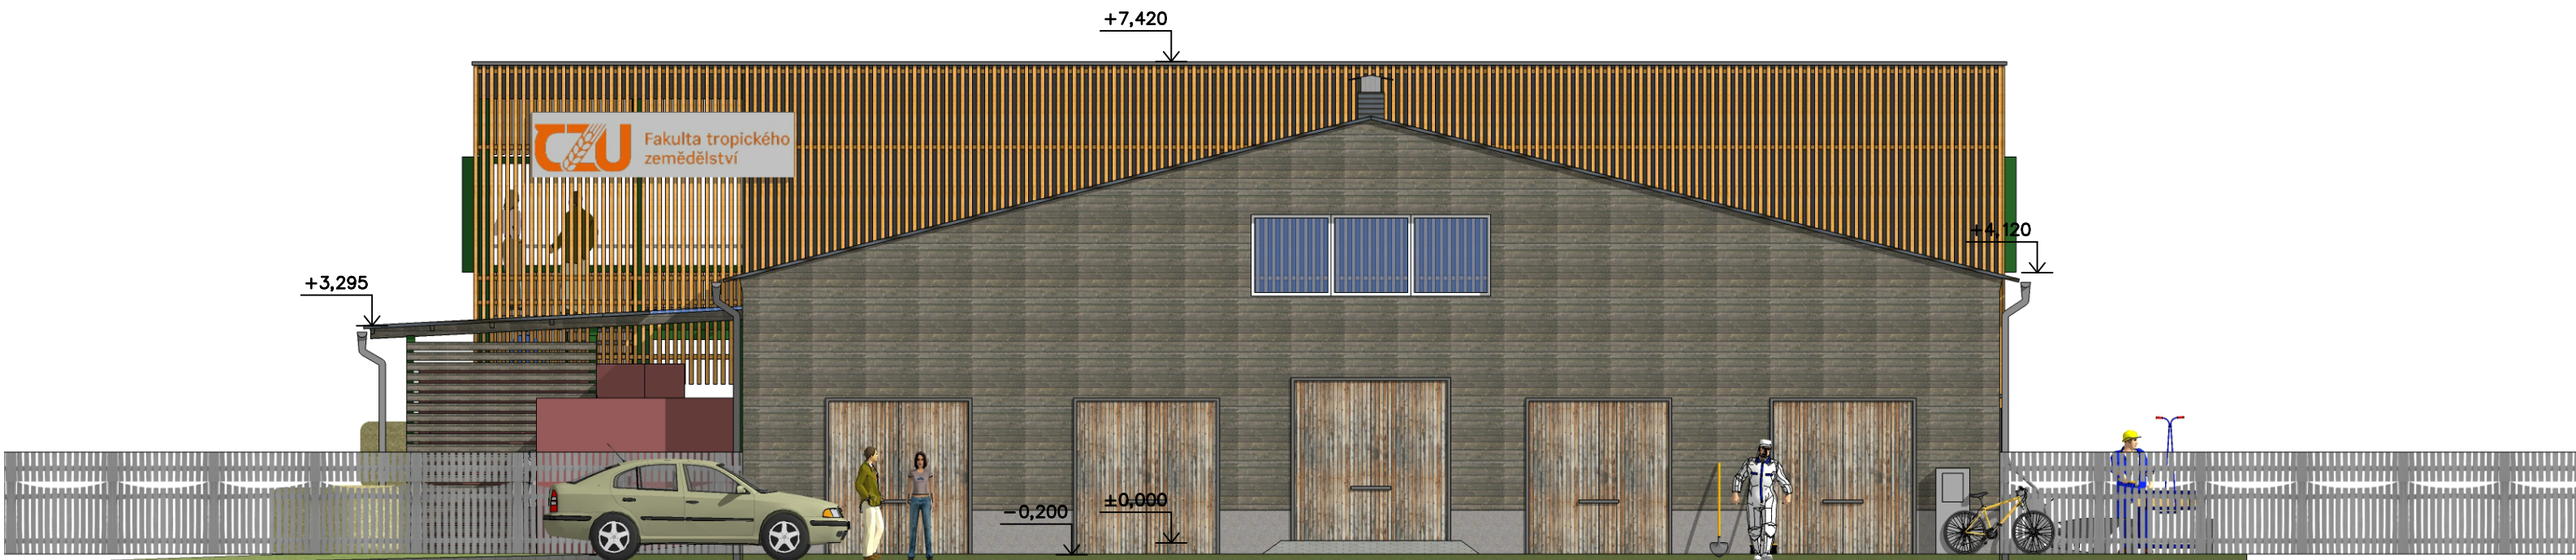 +7,420
ČZU Fakulta tropického
zemědělství
+4,120
+3,295
-0,200
±0,000